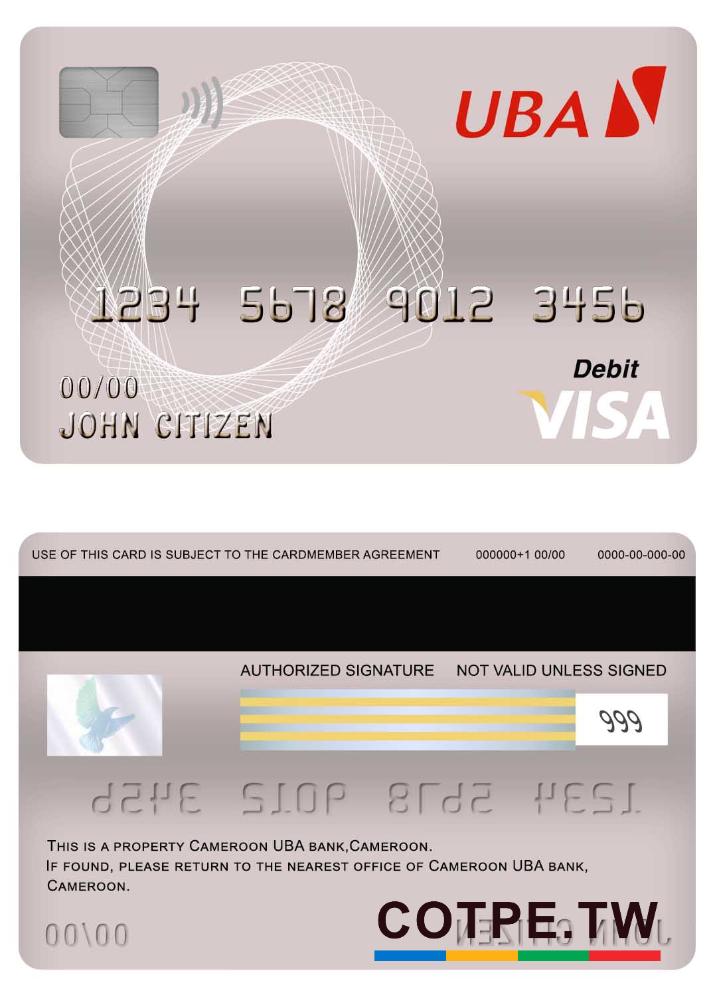 UBA
1234 5678 9012 3456
Debit
00/00
VISA
JOHN CITIZEN
USE OF THIS CARD IS SUBJECT TO THE CARDMEMBER AGREEMENT 000000+1 00/00 0000-00-000-00
AUTHORIZED SIGNATURE NOT VALID UNLESS SIGNED
999
1234 5678 9012 3456
THIS IS A PROPERTY CAMEROON UBA BANK,CAMEROON.
IF FOUND, PLEASE RETURN TO THE NEAREST OFFICE OF CAMEROON UBA BANK,
CAMEROON.
COTPE.TW
00/00 JOHN CITIZEN